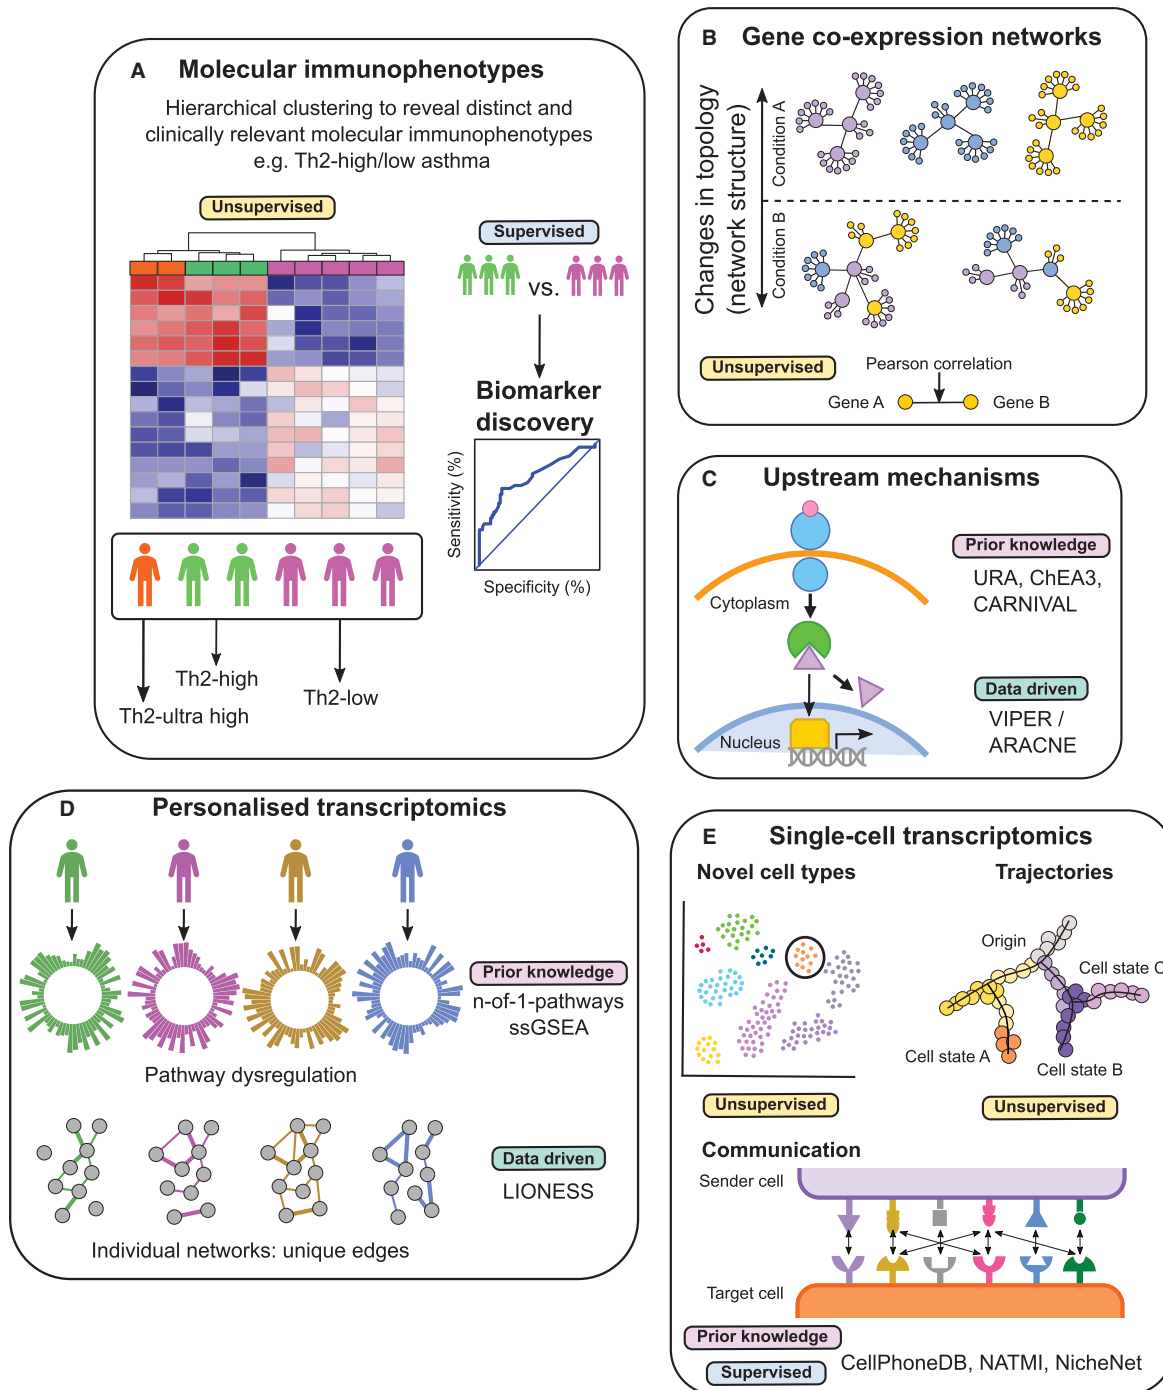 A Molecular immunophenotypes
Hierarchical clustering to reveal distinct and
clinically relevant molecular immunophenotypes
e.g. Th2-high/low asthma
Unsupervised
Supervised
vs.
Biomarker
discovery
Sensitivity (%)
Specificity (%)
Th2-high
Th2-low
Th2-ultra high
B Gene co-expression networks
Changes in topology
(network structure)
Condition A
Condition B
Unsupervised
Pearson correlation
Gene A
Gene B
C Upstream mechanisms
Prior knowledge
URA, ChEA3,
CARNIVAL
Cytoplasm
Data driven
VIPER /
ARACNE
Nucleus
D Personalised transcriptomics
Prior knowledge
n-of-1-pathways
ssGSEA
Pathway dysregulation
Data driven
LIONESS
Individual networks: unique edges
E Single-cell transcriptomics
Novel cell types
Trajectories
Origin
Cell state C
Cell state A
Cell state B
Unsupervised
Unsupervised
Communication
Sender cell
Target cell
Prior knowledge
Supervised
CellPhoneDB, NATMI, NicheNet